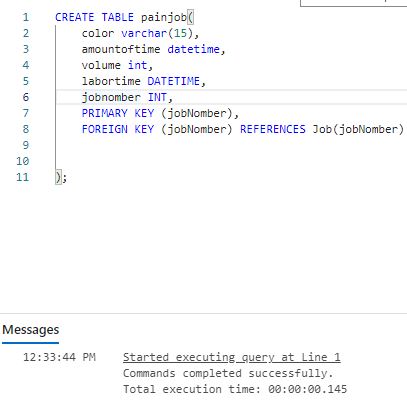 1 CREATE TABLE painjob(
2 color varchar(15),
3 amountoftime datetime,
4 volume int,
5 labortime DATETIME,
6 jobnomber INT,
7 PRIMARY KEY (jobNomber),
8 FOREIGN KEY (jobNomber) REFERENCES Job(jobNomber)
9
10
11 );
Messages
12:33:44 PM Started executing query at Line 1
Commands completed successfully.
Total execution time: 00:00:00.145